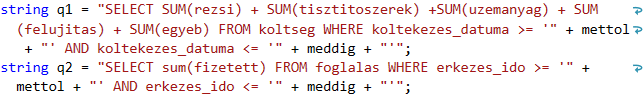 string q1 = "SELECT SUM(rezsi) + SUM(tisztitoszerek) +SUM(uzemanyag) + SUM
(felujitas) + SUM(egyeb) FROM koltseg WHERE koltekezes_datuma >= '" + mettol
+ "' AND koltekezes_datuma <= '" + meddig + "'";
string q2 = "SELECT sum(fizetett) FROM foglalas WHERE erkezes_ido >= '" +
mettol + "' AND erkezes_ido <= '" + meddig + "'";